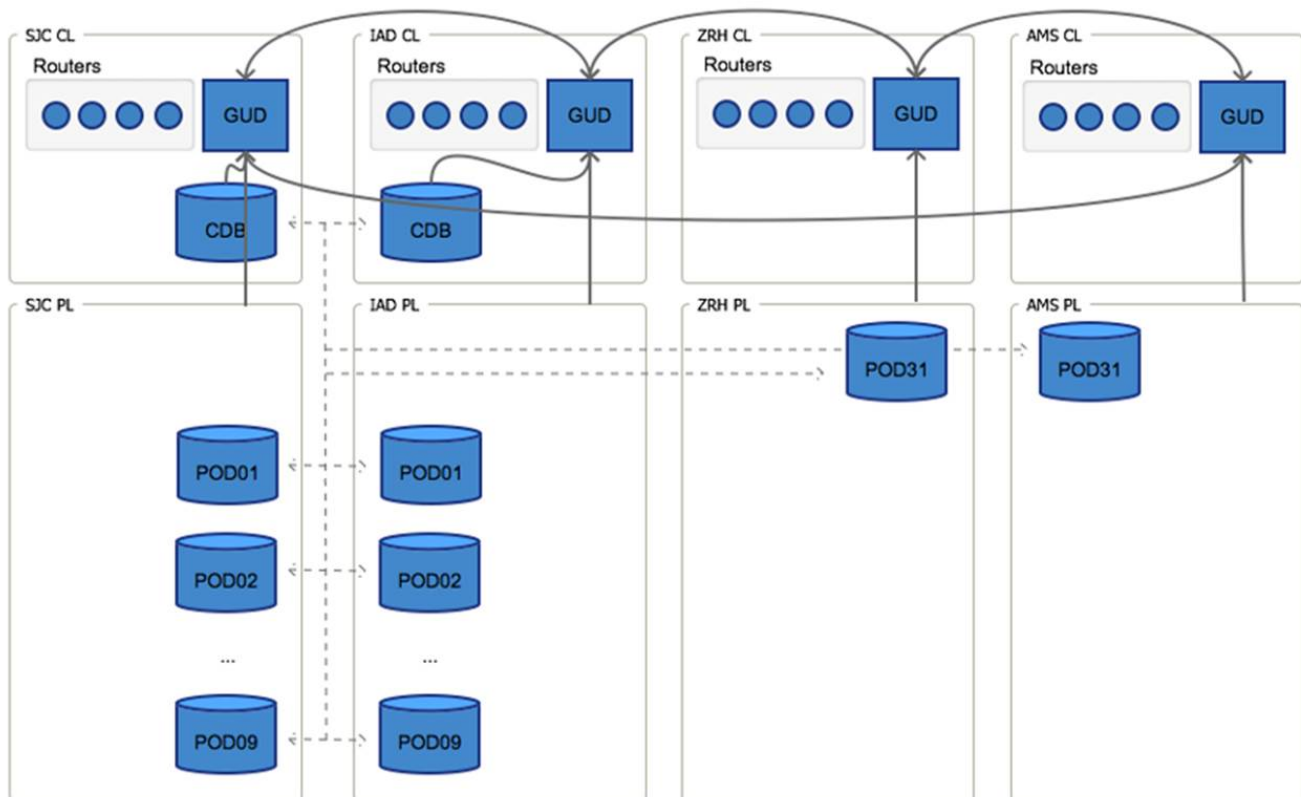 SJC CL
IAD CL
ZRH CL
AMS CL
Routers
GUD
Routers
GUD
Routers
GUD
Routers
GUD
CDB
CDB
SJC PL
IAD PL
ZRH PL
AMS PL
POD31
POD31
POD01
POD01
POD02
POD02
...
...
POD09
POD09